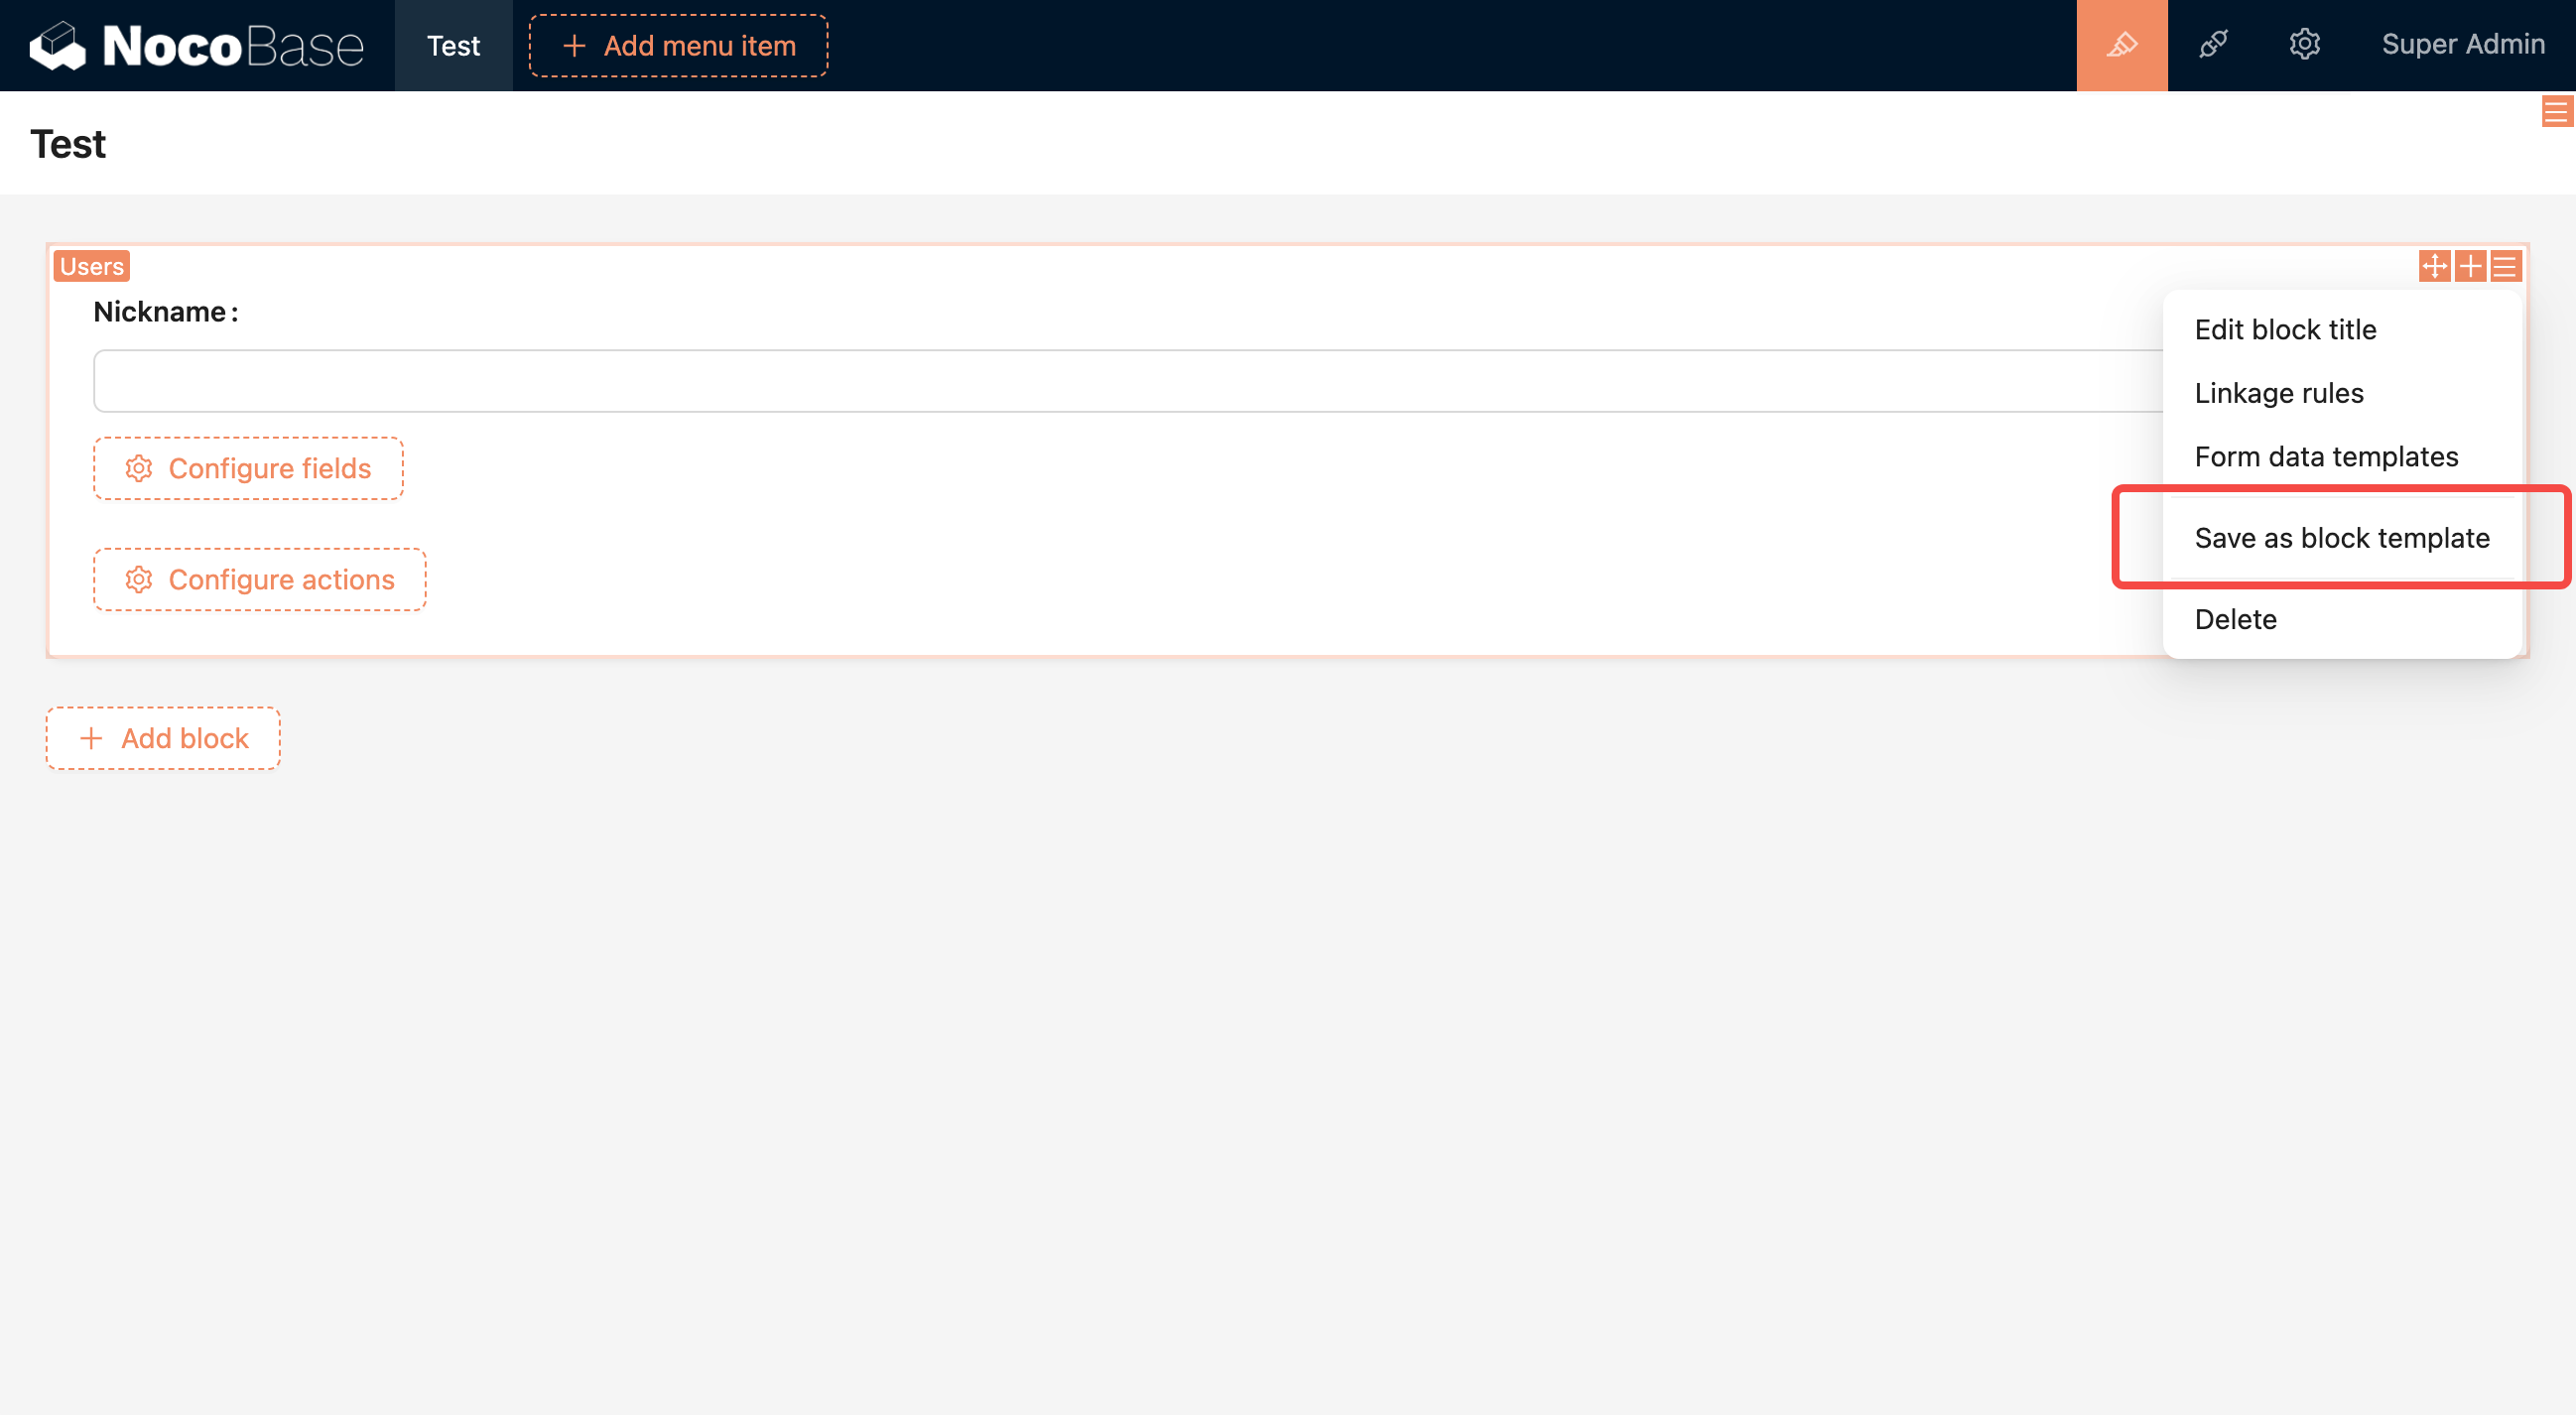 NocoBase
Test
Add menu item
Super Admin
Test
Users
Nickname :
Edit block title
Linkage rules
Form data templates
Save as block template
Delete
Configure fields
Configure actions
Add block